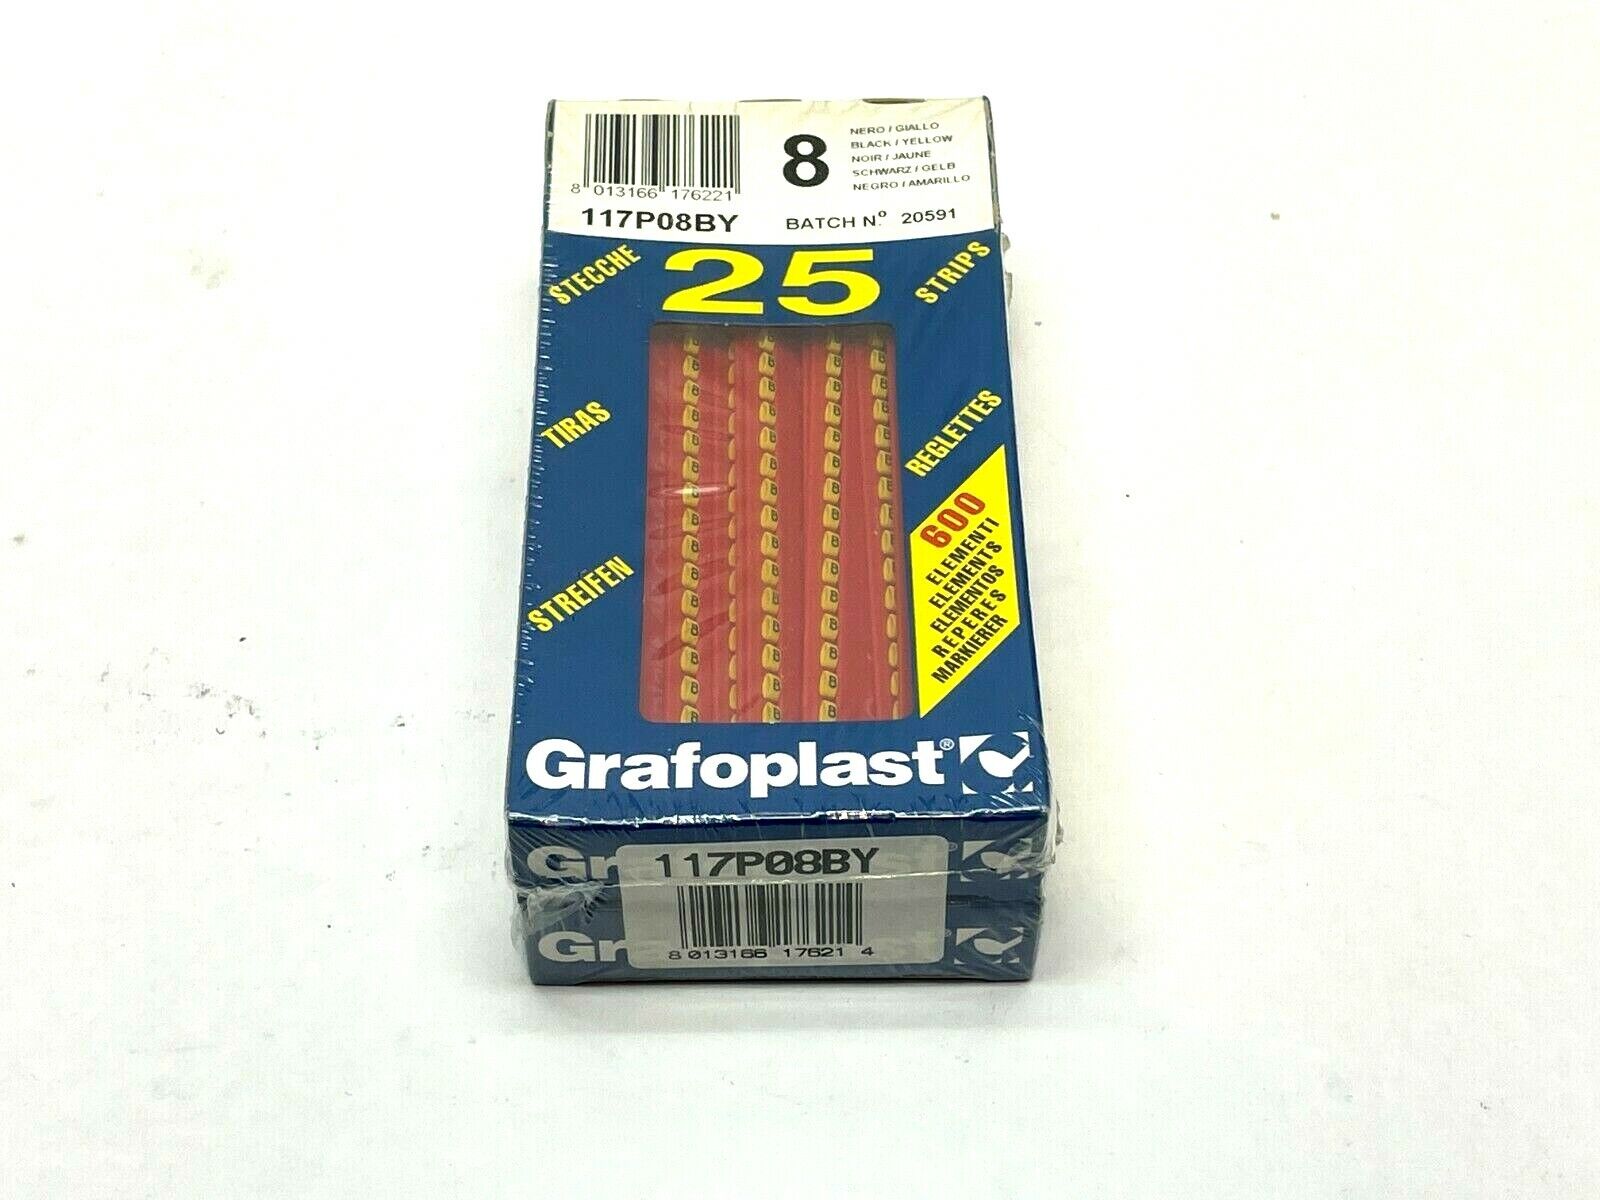 8 013166 176221
117P08BY
8
NERO / GIALLO
BLACK / YELLOW
NOIR / JAUNE
SCHWARZ / GELB
NEGRO / AMARILLO
BATCH Nº 20591
STECCHE
25
STRIPS
TIRAS
REGLETTES
STREIFEN
600
ELEMENTI
ELEMENTS
ELEMENTOS
REPERES
MARKIERER
Grafoplast®
117P08BY
8 013166 17621 4